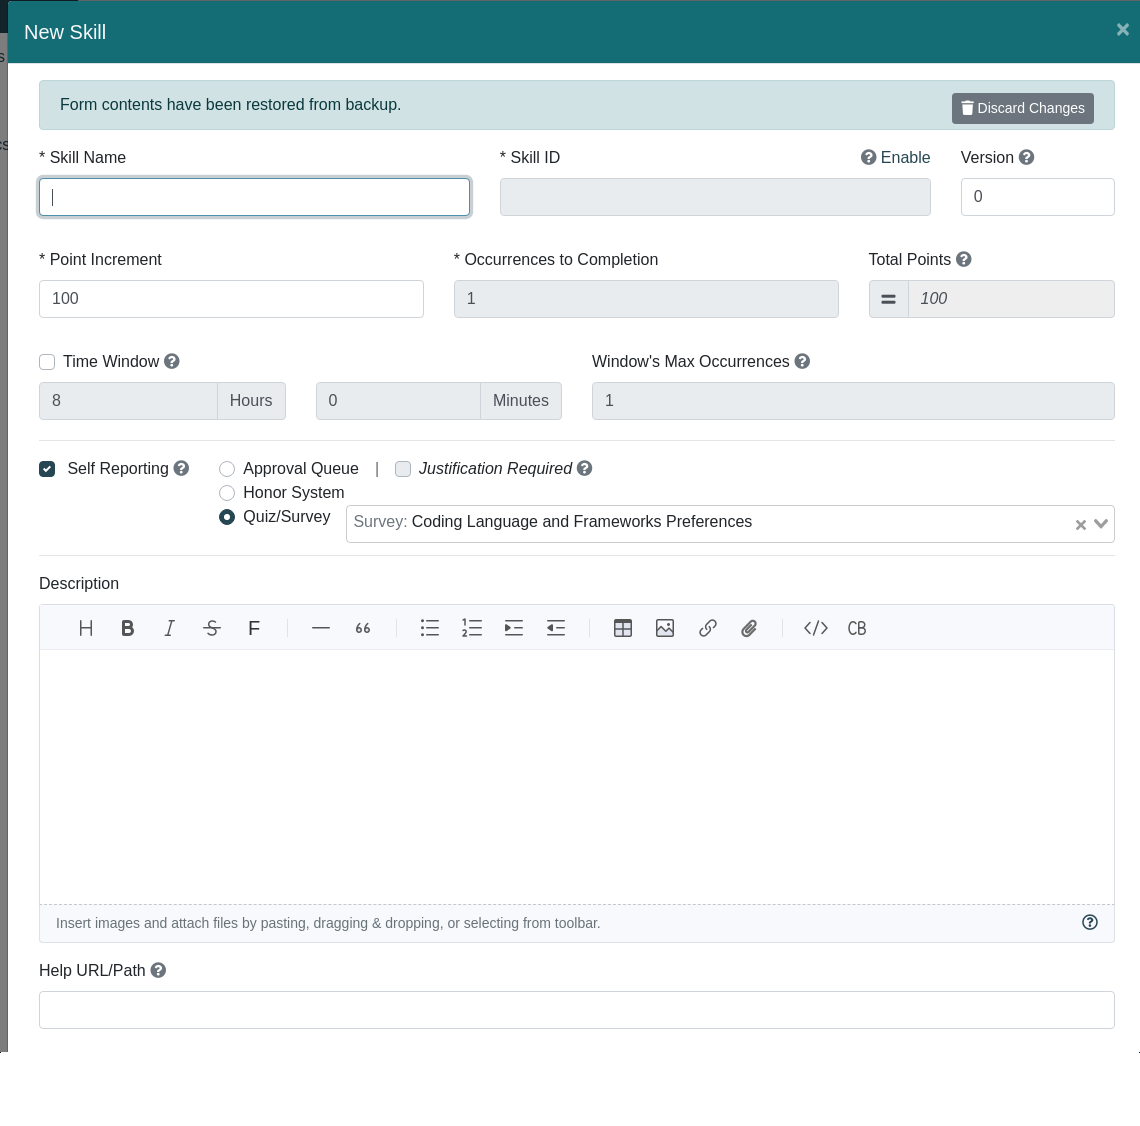 New Skill
Form contents have been restored from backup.
Discard Changes
* Skill Name
* Skill ID
Enable
Version
0
* Point Increment
* Occurrences to Completion
Total Points
100
1
100
Time Window
Window's Max Occurrences
8
Hours
0
Minutes
1
Self Reporting
Approval Queue
|
Justification Required
Honor System
Quiz/Survey
Survey: Coding Language and Frameworks Preferences
Description
H B I S F “ </> CB
Insert images and attach files by pasting, dragging & dropping, or selecting from toolbar.
Help URL/Path